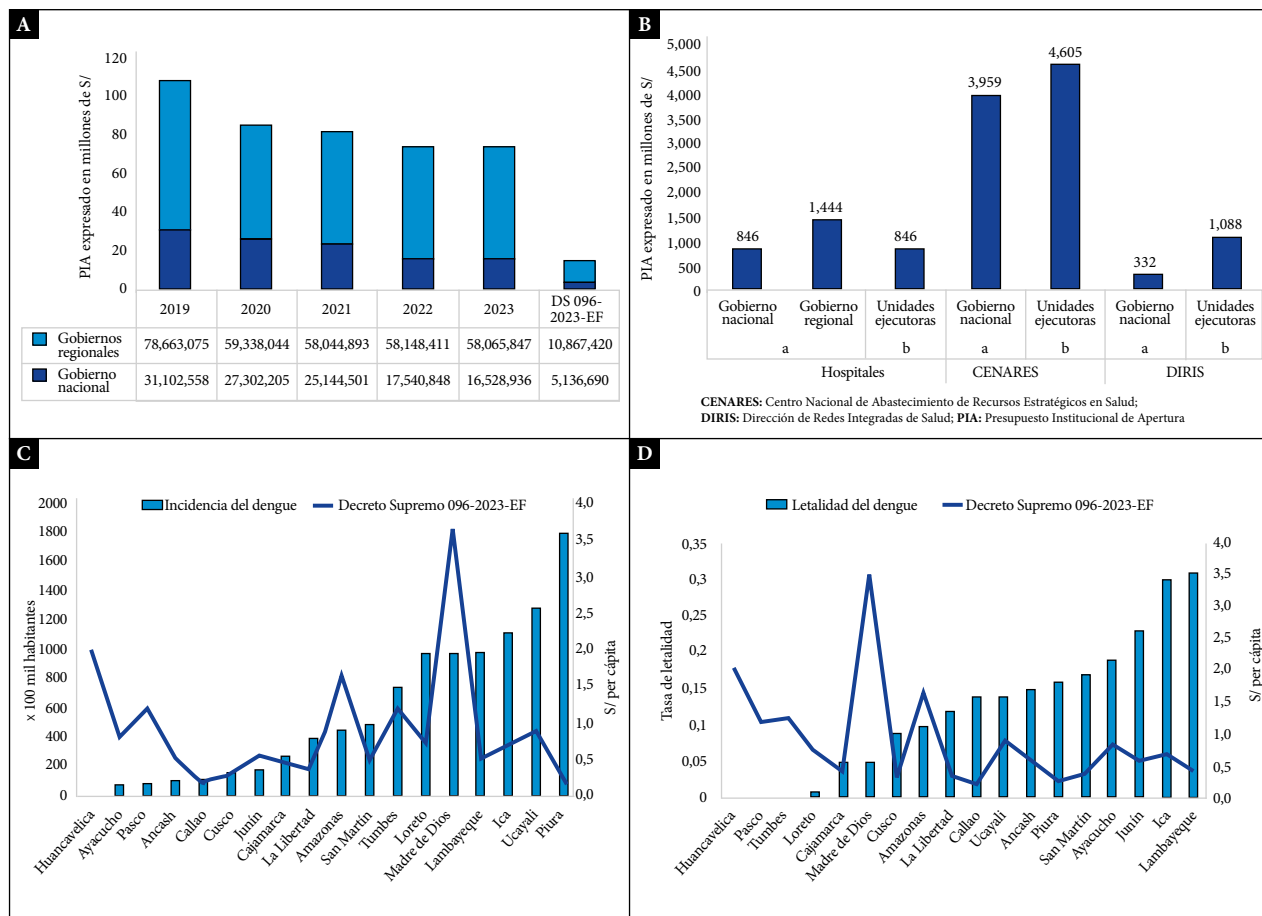 A
PIA expresado en millones de S/
120
100
80
60
40
20
0
2019 2020 2021 2022 2023 DS 096-
2023-EF
Gobiernos
regionales
78,663,075 59,338,044 58,044,893 58,148,411 58,065,847 10,867,420
Gobierno
nacional
31,102,558 27,302,205 25,144,501 17,540,848 16,528,936 5,136,690
B
PIA expresado en millones de S/
5,000
4,500
4,000
3,500
3,000
2,500
2,000
1,500
1,000
500
0
846 1,444 846 3,959 4,605 332 1,088
Gobierno Gobierno Unidades Gobierno Unidades Gobierno Unidades
nacional regional ejecutoras nacional ejecutoras nacional ejecutoras
a b a b a b
Hospitales CENARES DIRIS
CENARES: Centro Nacional de Abastecimiento de Recursos Estratégicos en Salud;
DIRIS: Dirección de Redes Integradas de Salud; PIA: Presupuesto Institucional de Apertura
C
Incidencia del dengue Decreto Supremo 096-2023-EF
x 100 mil habitantes
2000
1800
1600
1400
1200
1000
800
600
400
200
0
4,0
3,5
3,0
2,5
2,0
1,5
1,0
0,5
0,0
S/ per cápita
Huancavelica
Ayacucho
Pasco
Ancash
Callao
Cusco
Junín
Cajamarca
La Libertad
Amazonas
San Martín
Tumbes
Loreto
Madre de Dios
Lambayeque
Ica
Ucayali
Piura
D
Letalidad del dengue Decreto Supremo 096-2023-EF
Tasa de letalidad
0,35
0,3
0,25
0,2
0,15
0,1
0,05
0
4,0
3,5
3,0
2,5
2,0
1,5
1,0
0,5
0,0
S/ per cápita
Huancavelica
Pasco
Tumbes
Loreto
Cajamarca
Madre de Dios
Cusco
Amazonas
La Libertad
Callao
Ucayali
Ancash
Piura
San Martín
Ayacucho
Junín
Ica
Lambayeque